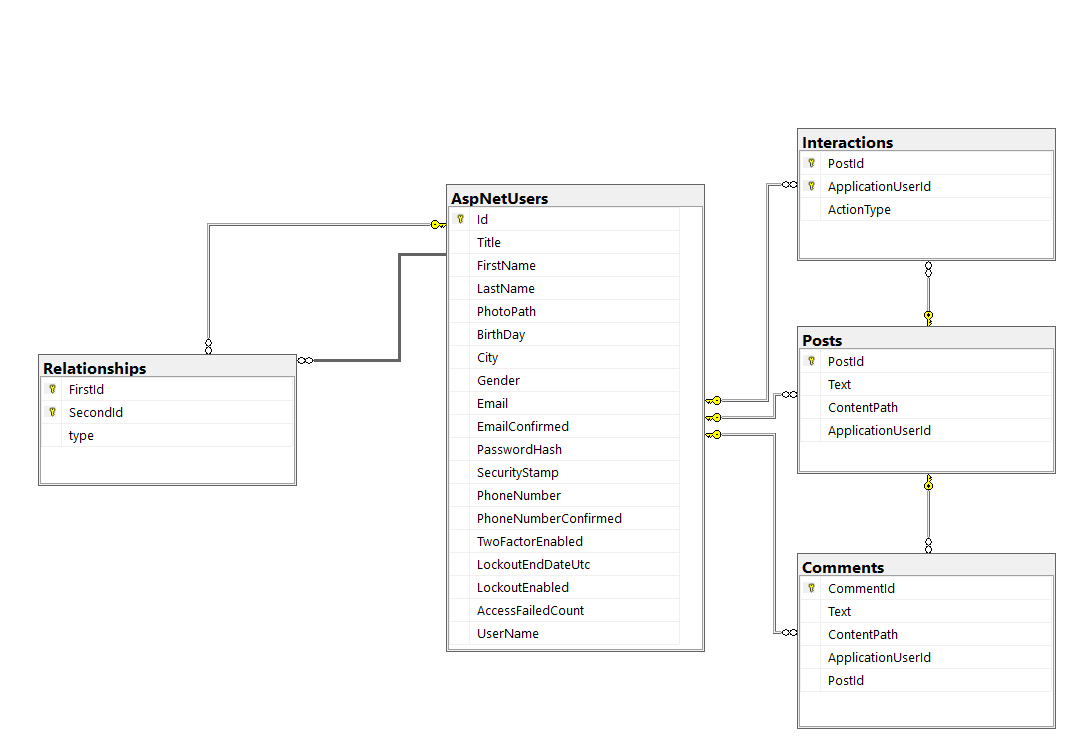 Relationships
FirstId
SecondId
type
AspNetUsers
Id
Title
FirstName
LastName
PhotoPath
BirthDay
City
Gender
Email
EmailConfirmed
PasswordHash
SecurityStamp
PhoneNumber
PhoneNumberConfirmed
TwoFactorEnabled
LockoutEndDateUtc
LockoutEnabled
AccessFailedCount
UserName
Interactions
PostId
ApplicationUserId
ActionType
Posts
PostId
Text
ContentPath
ApplicationUserId
Comments
CommentId
Text
ContentPath
ApplicationUserId
PostId